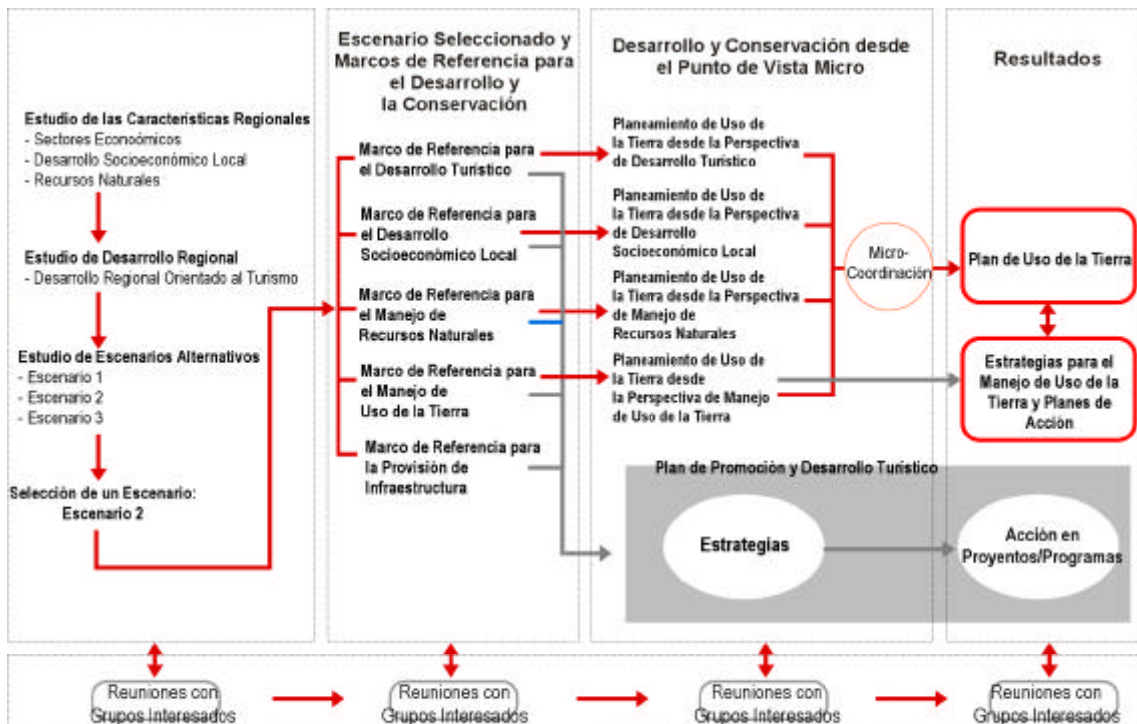 Estudio de las Características Regionales
- Sectores Econoómicos
- Desarrollo Socioeconómico Local
- Recursos Naturales
Estudio de Desarrollo Regional
- Desarrollo Regional Orientado al Turismo
Estudio de Escenarios Alternativos
- Escenario 1
- Escenario 2
- Escenario 3
Selección de un Escenario:
Escenario 2
Escenario Seleccionado y
Marcos de Referencia para
el Desarrollo y
la Conservación
Marco de Referencia para
el Desarrollo Turístico
Marco de Referencia para
el Desarrollo
Socioeconómico Local
Marco de Referencia para
el Manejo de
Recursos Naturales
Marco de Referencia para
el Manejo de
Uso de la Tierra
Marco de Referencia para
la Provisión de
Infraestructura
Desarrollo y Conservación desde
el Punto de Vista Micro
Planeamiento de Uso de
la Tierra desde la Perspectiva
de Desarrollo Turístico
Planeamiento de Uso de
la Tierra desde la Perspectiva
de Desarrollo
Socioeconómico Local
Planeamiento de Uso de
la Tierra desde la Perspectiva
de Manejo de
Recursos Naturales
Planeamiento de Uso de
la Tierra desde
la Perspectiva de Manejo
de Uso de la Tierra
Micro-
Coordinación
Resultados
Plan de Uso de la Tierra
Estrategias para el
Manejo de Uso de la
Tierra y Planes de
Acción
Plan de Promoción y Desarrollo Turístico
Estrategias
Acción en
Proyentos/Programas
Reuniones con
Grupos Interesados
Reuniones con
Grupos Interesados
Reuniones con
Grupos Interesados
Reuniones con
Grupos Interesados